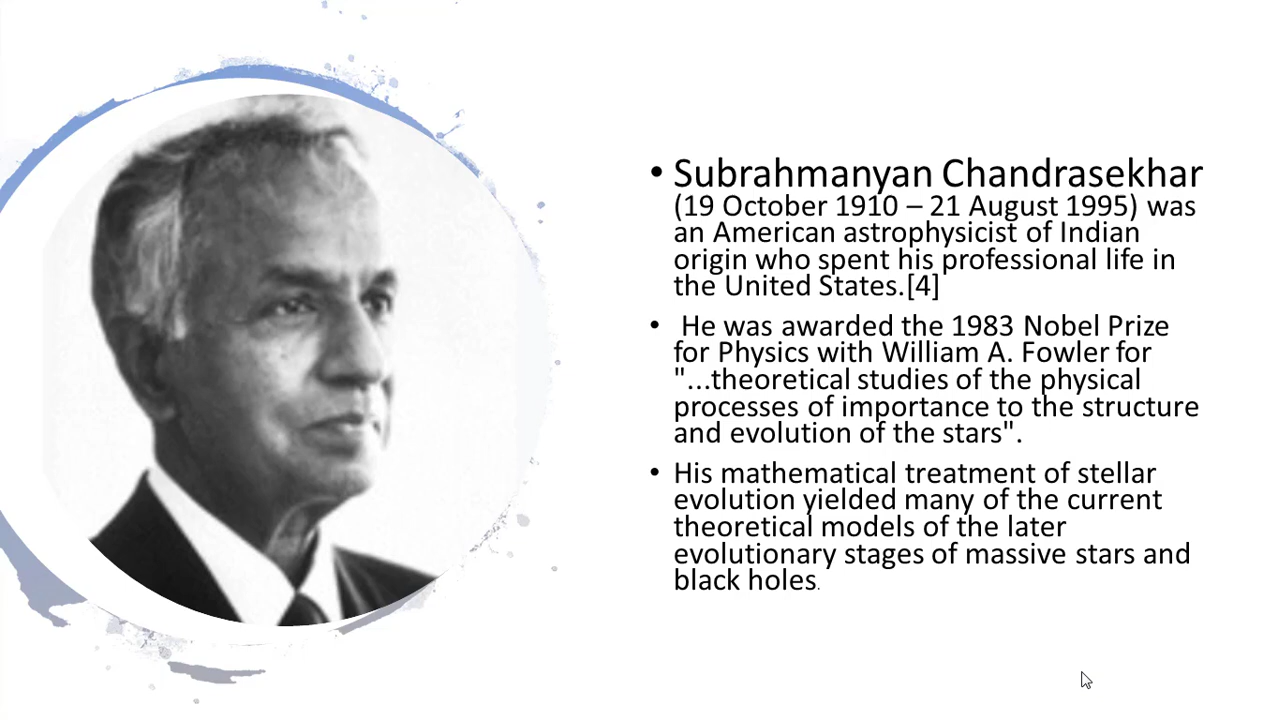 • Subrahmanyan Chandrasekhar
(19 October 1910 – 21 August 1995) was
an American astrophysicist of Indian
origin who spent his professional life in
the United States.[4]
• He was awarded the 1983 Nobel Prize
for Physics with William A. Fowler for
"...theoretical studies of the physical
processes of importance to the structure
and evolution of the stars".
• His mathematical treatment of stellar
evolution yielded many of the current
theoretical models of the later
evolutionary stages of massive stars and
black holes.